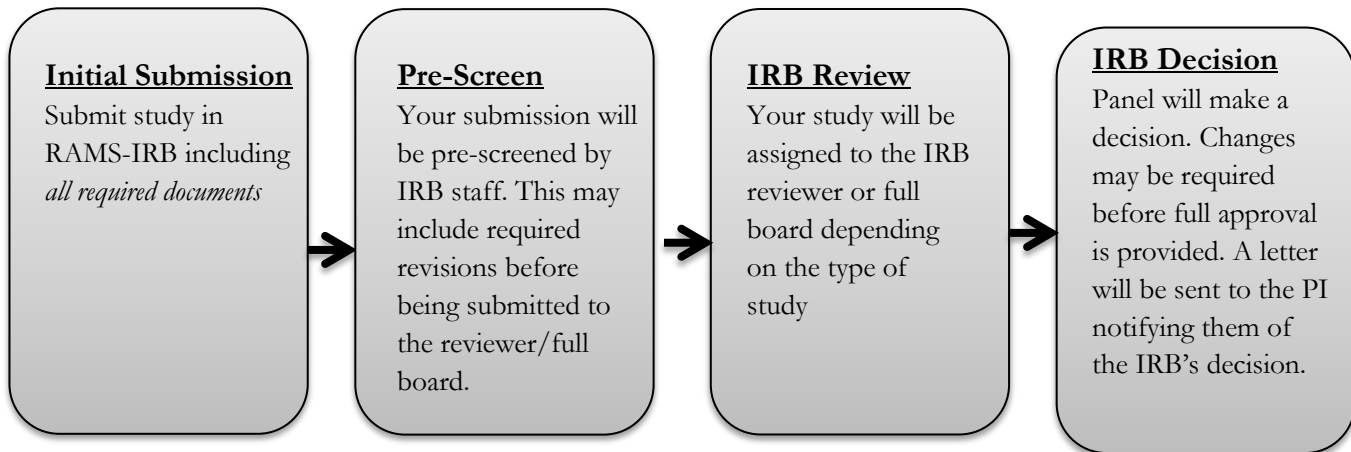 Initial Submission
Submit study in
RAMS-IRB including
all required documents
Pre-Screen
Your submission will
be pre-screened by
IRB staff. This may
include required
revisions before
being submitted to
the reviewer/full
board.
IRB Review
Your study will be
assigned to the IRB
reviewer or full
board depending
on the type of
study
IRB Decision
Panel will make a
decision. Changes
may be required
before full approval
is provided. A letter
will be sent to the PI
notifying them of
the IRB’s decision.